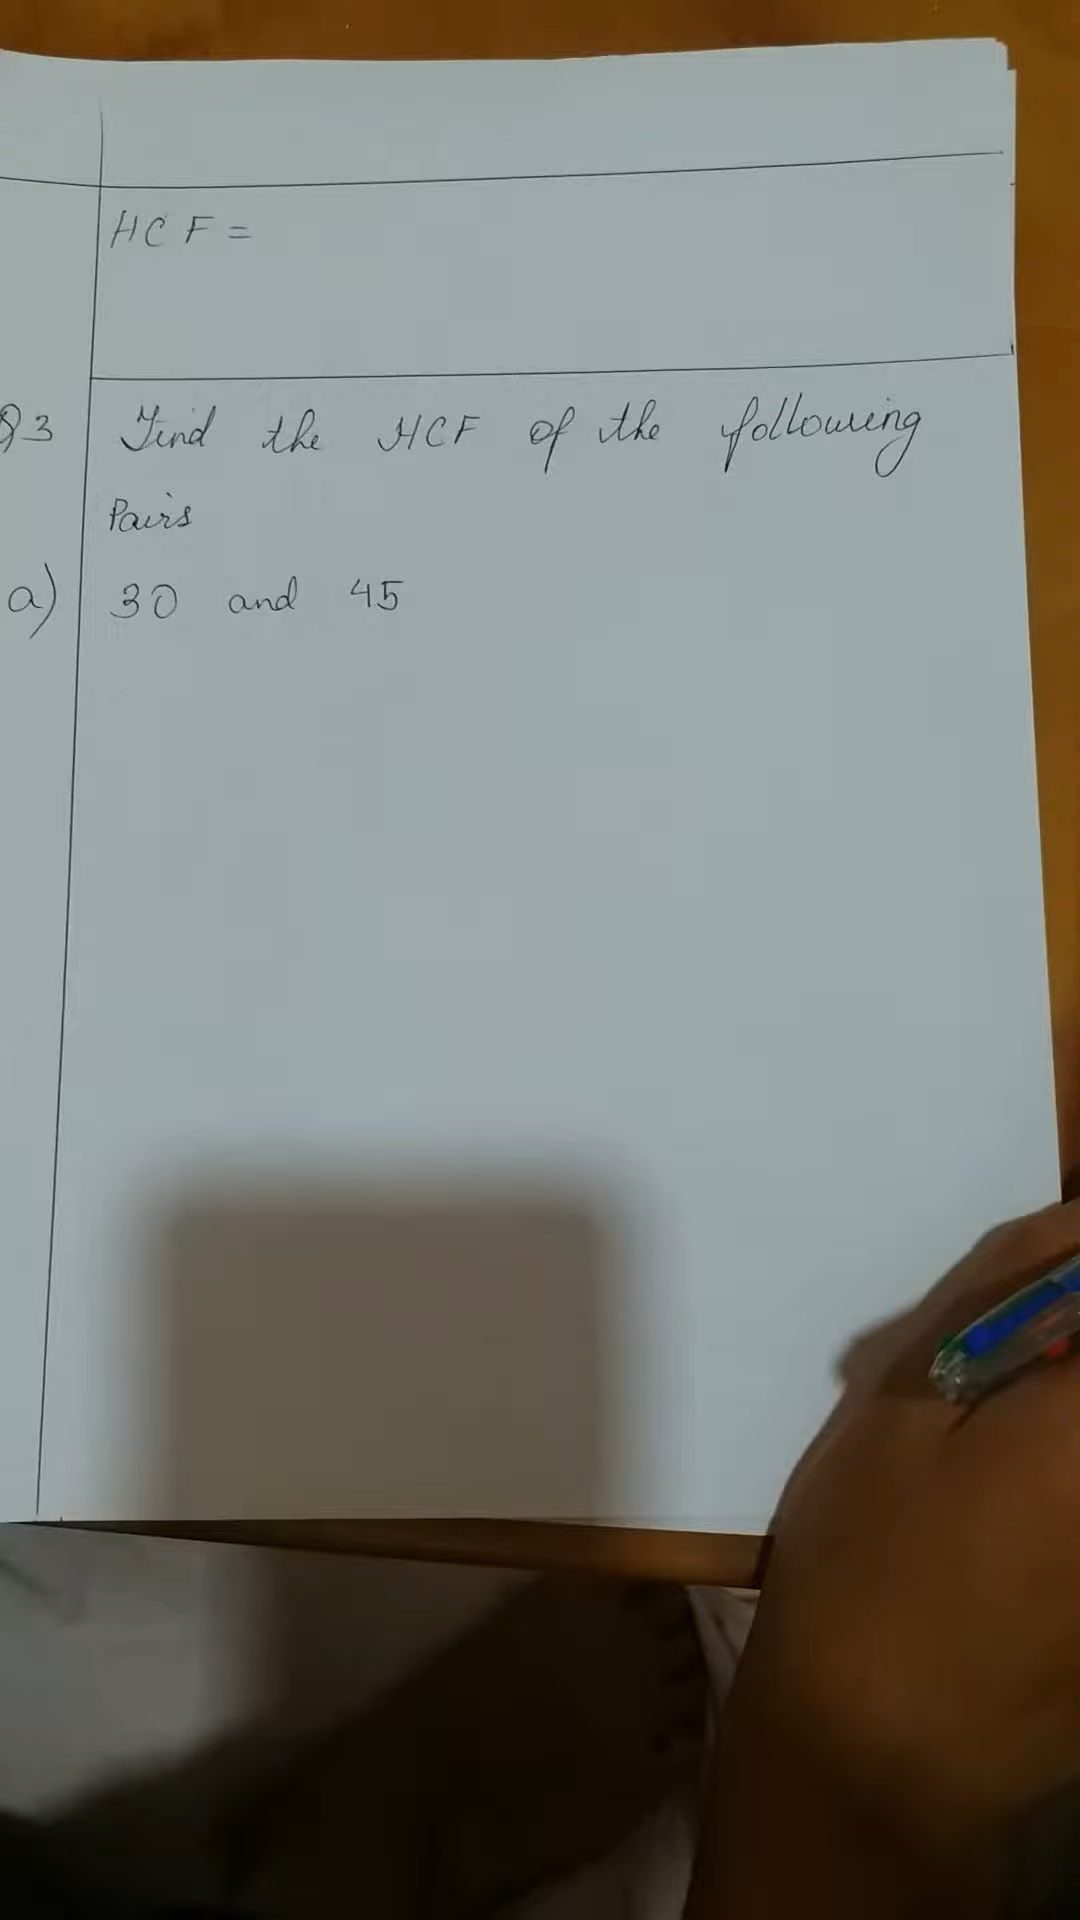 HCF =
Q3 Find the HCF of the following
Pairs
a) 30 and 45